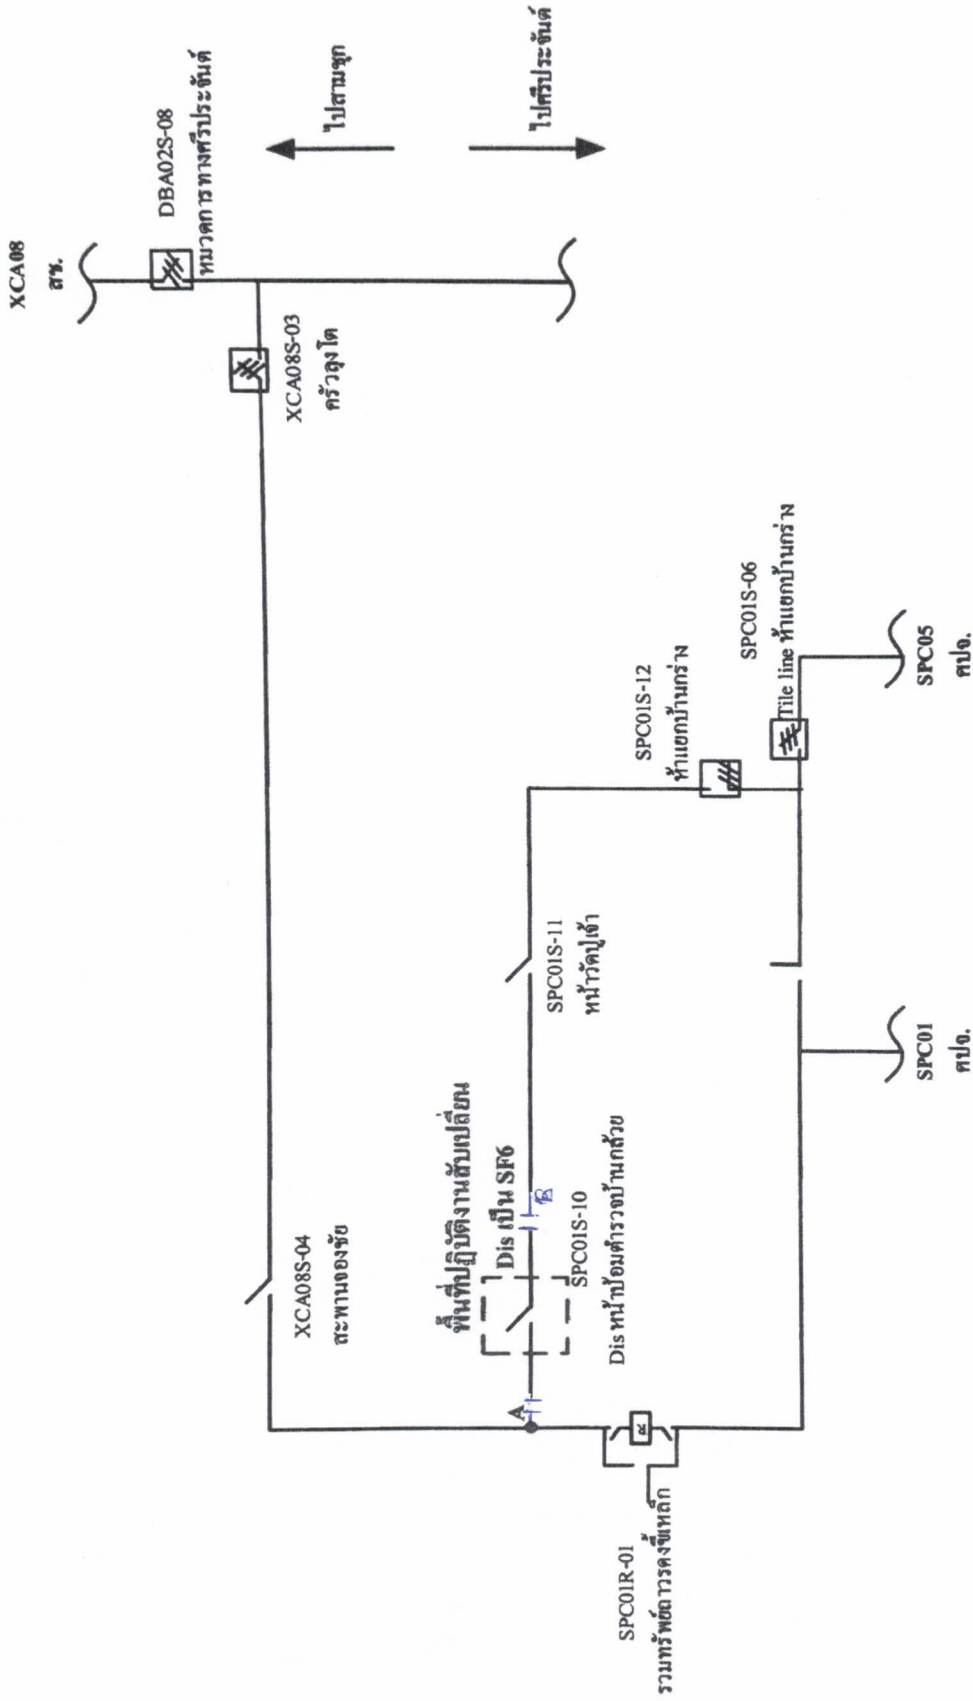 XCA08
สช.
DBA02S-08
หมวดการทางศรีประจันต์
ไปสามชุก
ไปศรีประจันต์
XCA08S-03
ครัวลุงโต
XCA08S-04
สะพานจองชัย
พื้นที่ปฏิบัติงานสับเปลี่ยน
Dis เป็น SF6
SPC01S-10
Dis หน้าป้อมตำรวจบ้านกล้วย
A
B
SPC01S-11
หน้าวัดปู่เจ้า
SPC01S-12
ห้าแยกบ้านกร่าง
SPC01S-06
Tile line ห้าแยกบ้านกร่าง
SPC05
ศปจ.
SPC01
ศปจ.
R
SPC01R-01
รวมทรัพย์ถาวรดงขี้เหล็ก